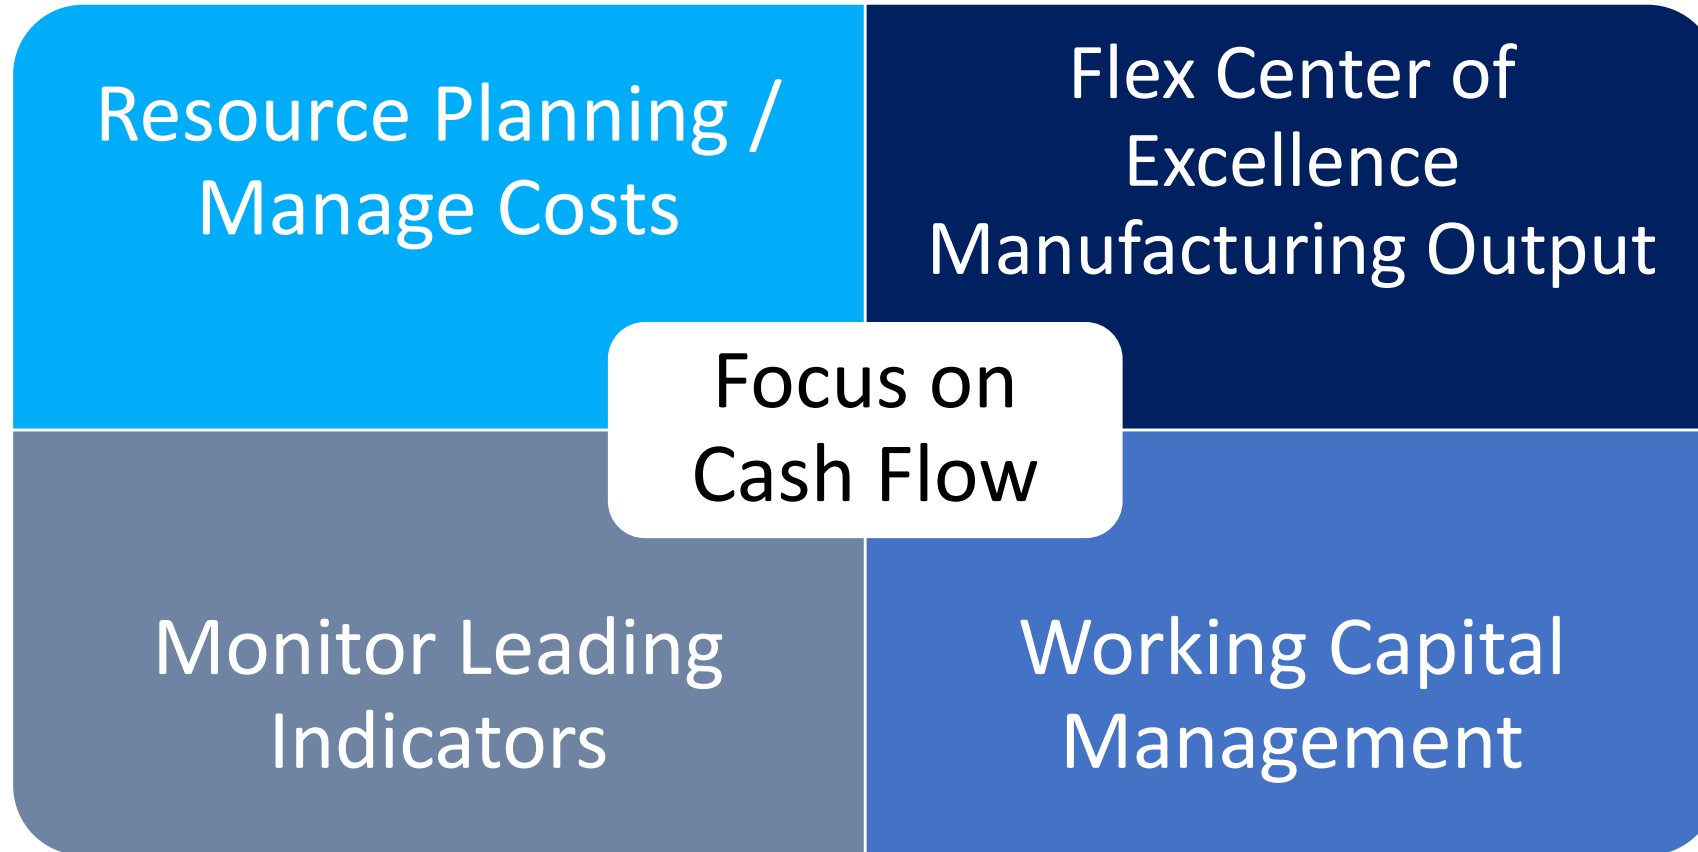 Resource Planning /
Manage Costs
Flex Center of
Excellence
Manufacturing Output
Focus on
Cash Flow
Monitor Leading
Indicators
Working Capital
Management